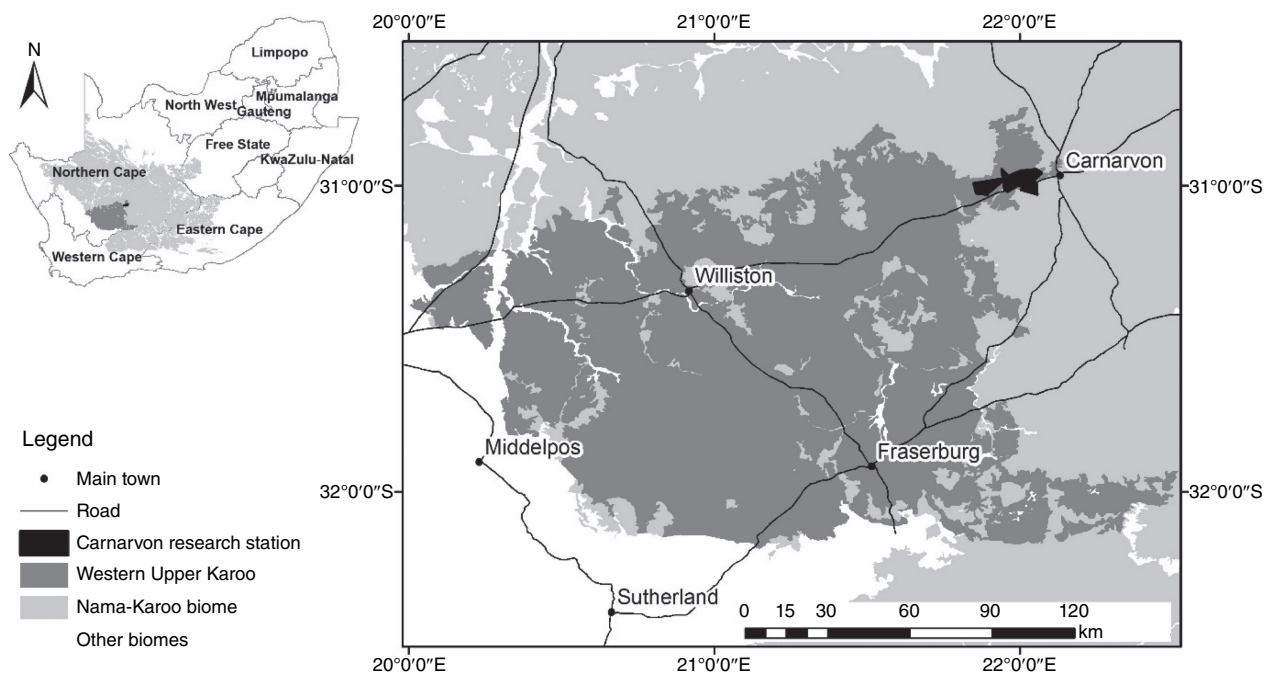 N
Limpopo
North West
Mpumalanga
Gauteng
Free State
KwaZulu-Natal
Northern Cape
Eastern Cape
Western Cape
20°0′0″E 21°0′0″E 22°0′0″E
Carnarvon
31°0′0″S 31°0′0″S
Williston
Middelpos
Fraserburg
32°0′0″S 32°0′0″S
Sutherland
0 15 30 60 90 120
km
20°0′0″E 21°0′0″E 22°0′0″E
Legend
Main town
Road
Carnarvon research station
Western Upper Karoo
Nama-Karoo biome
Other biomes